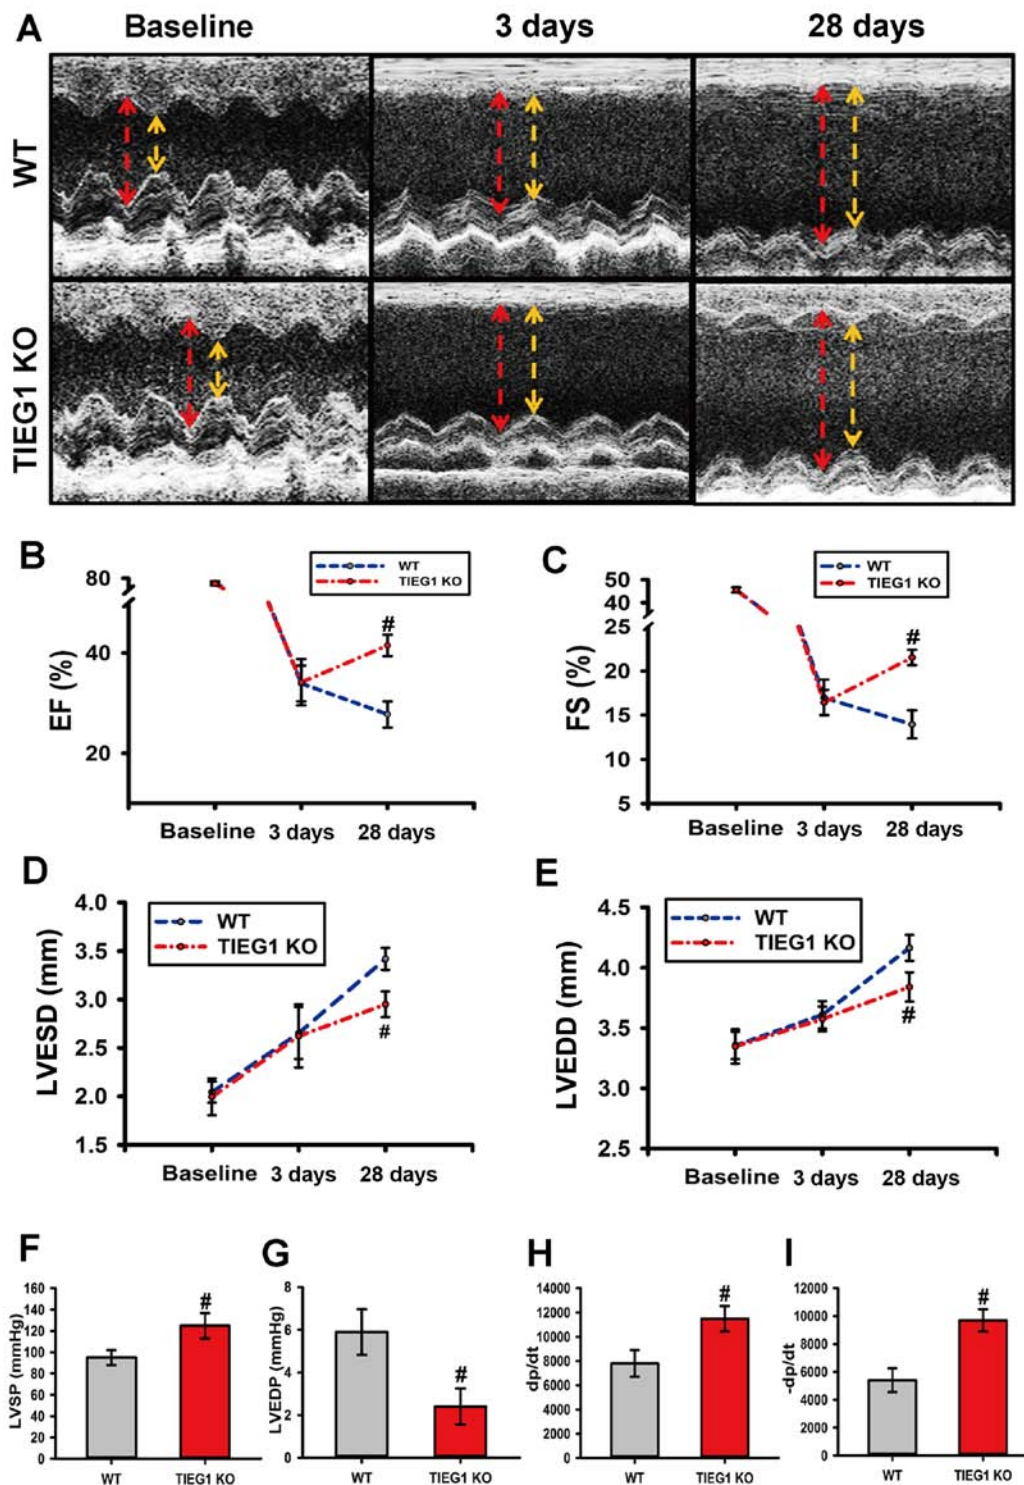 A Baseline 3 days 28 days
WT
TIEG1 KO
B
WT
TIEG1 KO
EF (%)
80
40
20
#
Baseline 3 days 28 days
C
WT
TIEG1 KO
FS (%)
50
40
25
20
15
10
5
#
Baseline 3 days 28 days
D
WT
TIEG1 KO
LVESD (mm)
4.0
3.5
3.0
2.5
2.0
1.5
#
Baseline 3 days 28 days
E
WT
TIEG1 KO
LVEDD (mm)
4.5
4.0
3.5
3.0
2.5
#
Baseline 3 days 28 days
F
LVSP (mmHg)
160
140
120
100
80
60
40
20
0
#
WT TIEG1 KO
G
LVEDP (mmHg)
8
6
4
2
0
#
WT TIEG1 KO
H
dp/dt
14000
12000
10000
8000
6000
4000
2000
0
#
WT TIEG1 KO
I
-dp/dt
12000
10000
8000
6000
4000
2000
0
#
WT TIEG1 KO